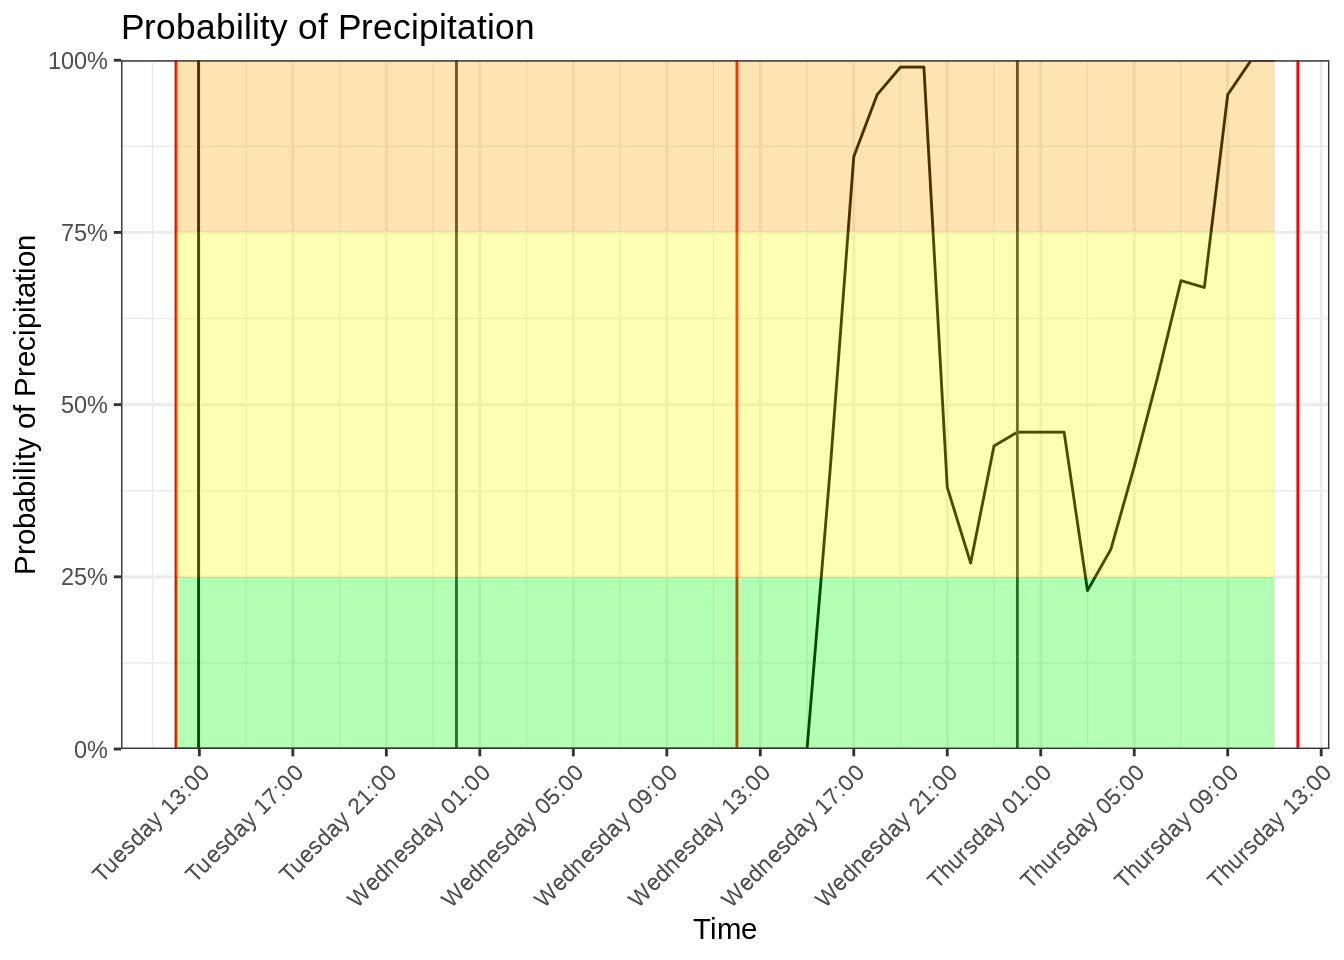 Probability of Precipitation
Probability of Precipitation
100%
75%
50%
25%
0%
Tuesday 13:00
Tuesday 17:00
Tuesday 21:00
Wednesday 01:00
Wednesday 05:00
Wednesday 09:00
Wednesday 13:00
Wednesday 17:00
Wednesday 21:00
Thursday 01:00
Thursday 05:00
Thursday 09:00
Thursday 13:00
Time